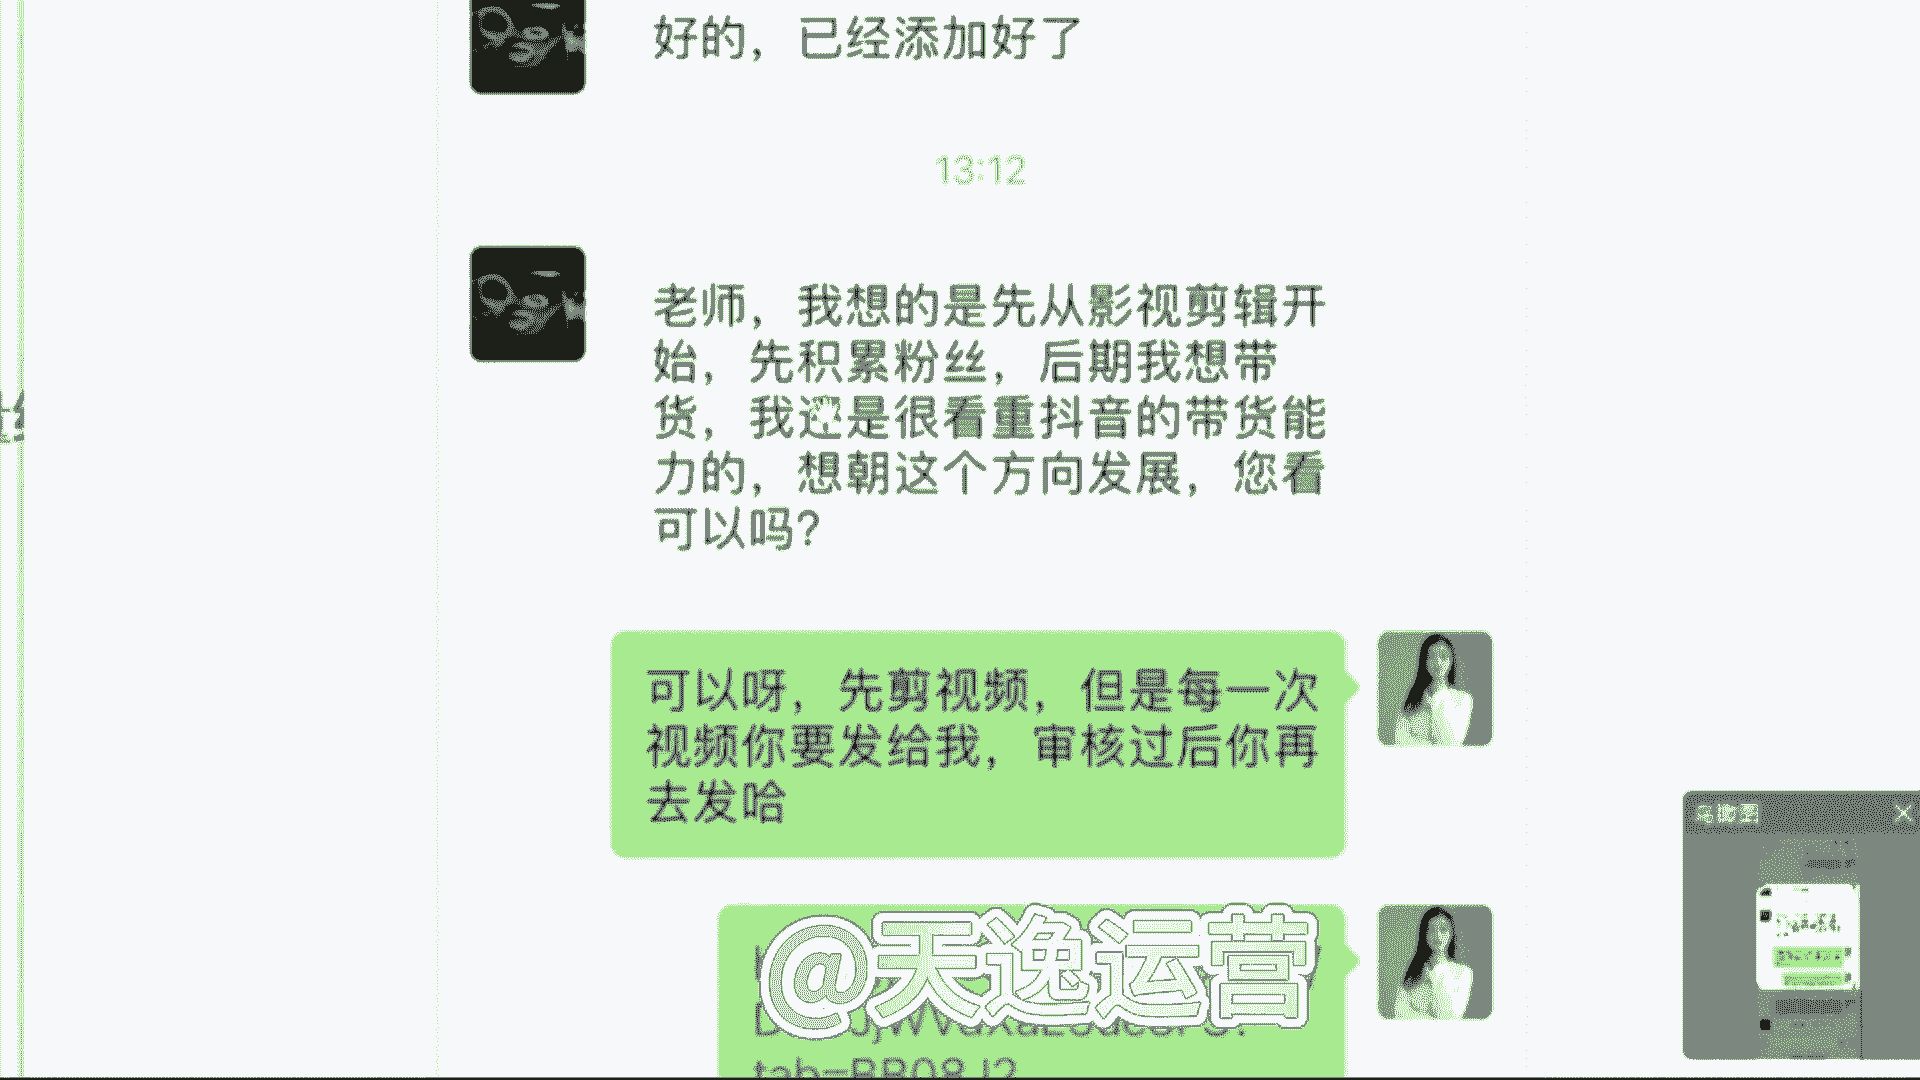 好的，已经添加好了
13:12
老师，我想的是先从影视剪辑开
始，先积累粉丝，后期我想带
货，我还是很看重抖音的带货能
力的，想朝这个方向发展，您看
可以吗？
可以呀，先剪视频，但是每一次
视频你要发给我，审核过后你再
去发哈
@天逸运营
tab=BB08J2